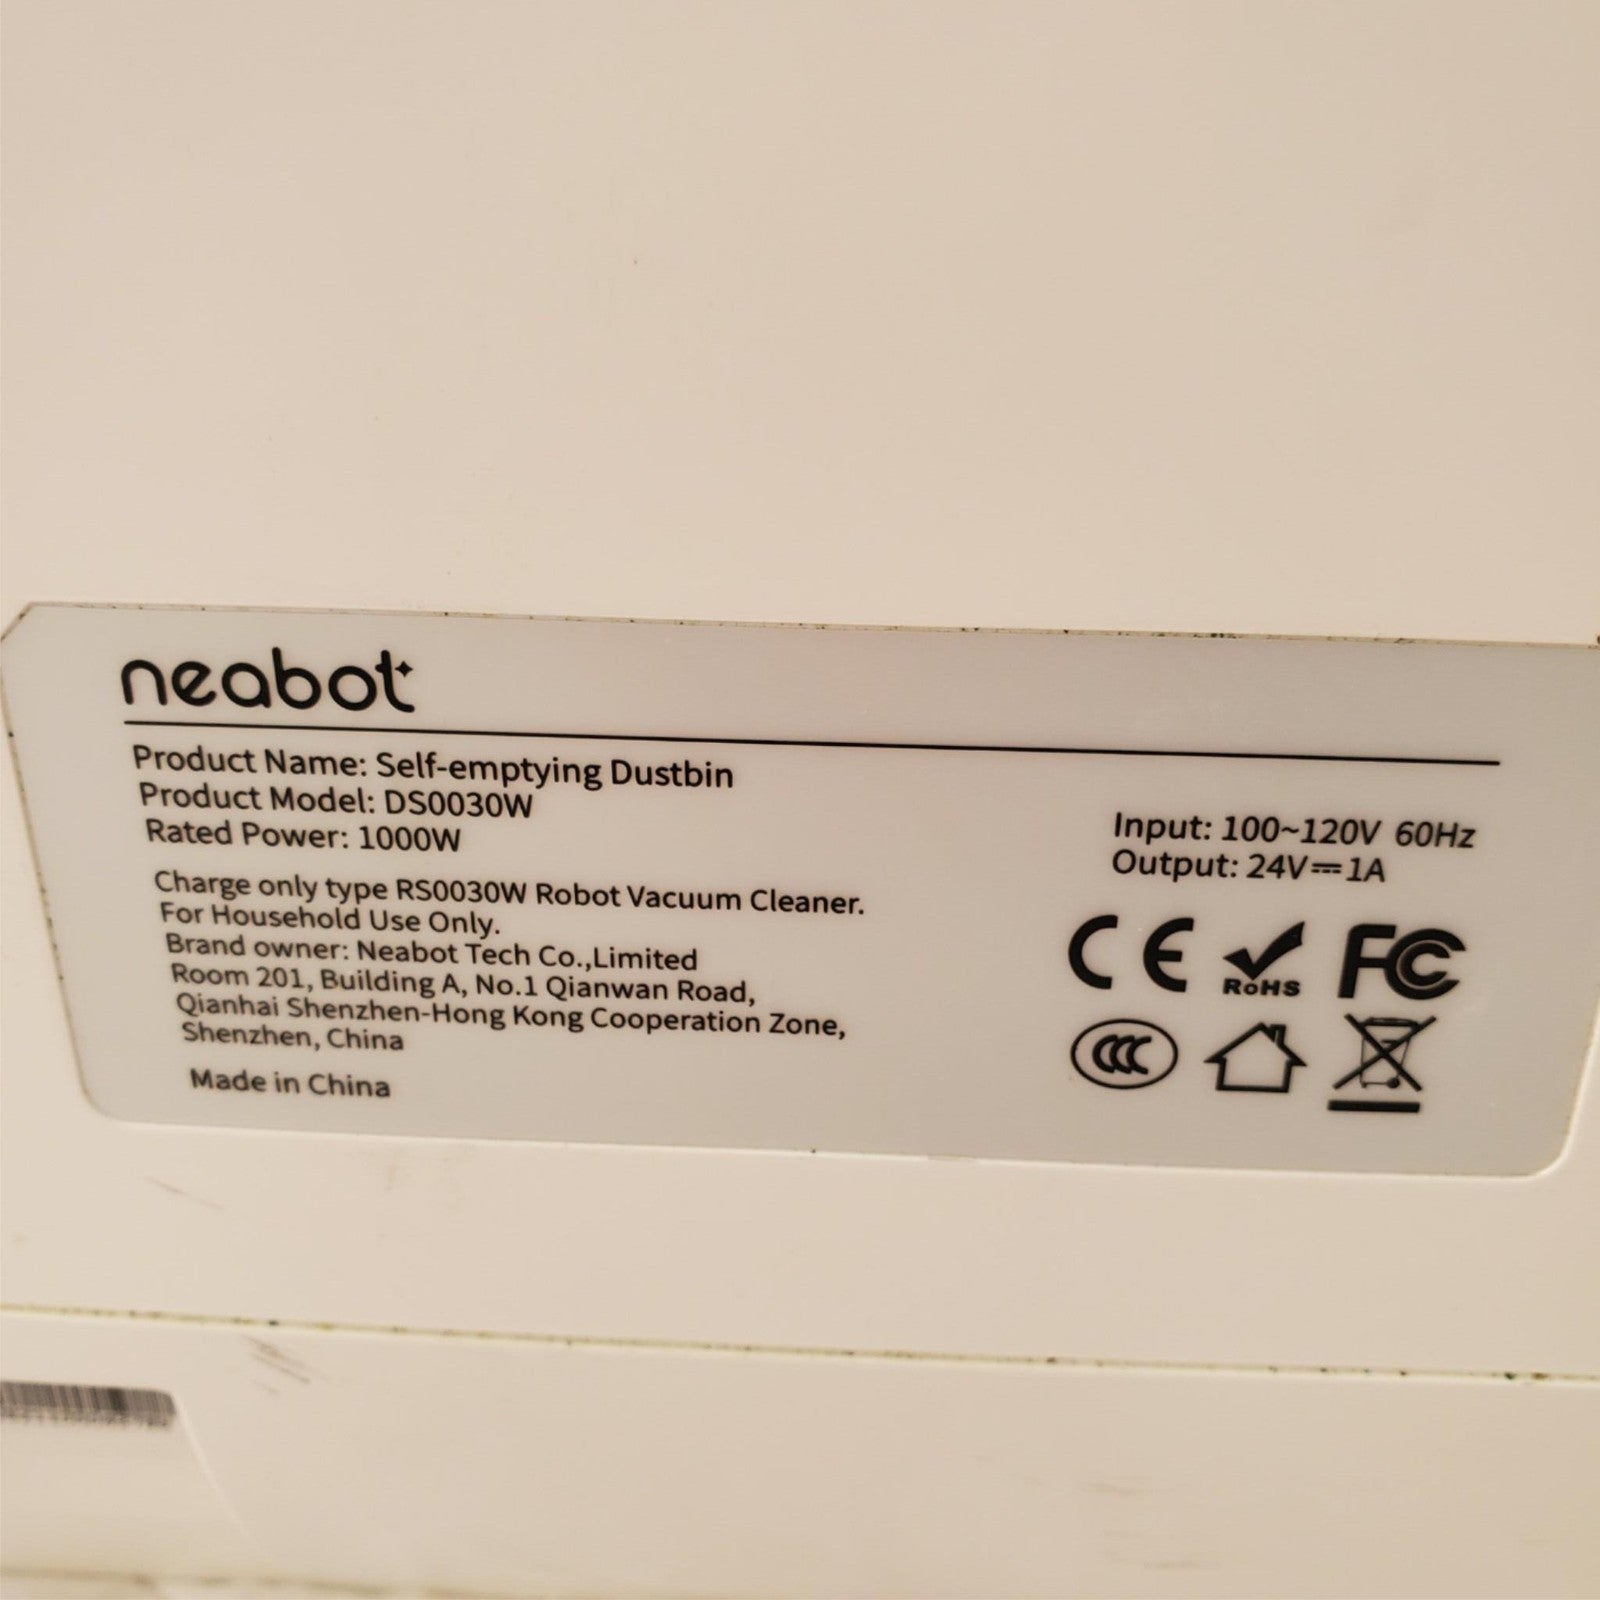 neabot
Product Name: Self-emptying Dustbin
Product Model: DS0030W
Rated Power: 1000W
Charge only type RS0030W Robot Vacuum Cleaner.
For Household Use Only.
Brand owner: Neabot Tech Co.,Limited
Room 201, Building A, No.1 Qianwan Road,
Qianhai Shenzhen-Hong Kong Cooperation Zone,
Shenzhen, China
Made in China
Input: 100~120V 60Hz
Output: 24V⎓1A
CE RoHS FC
CCC